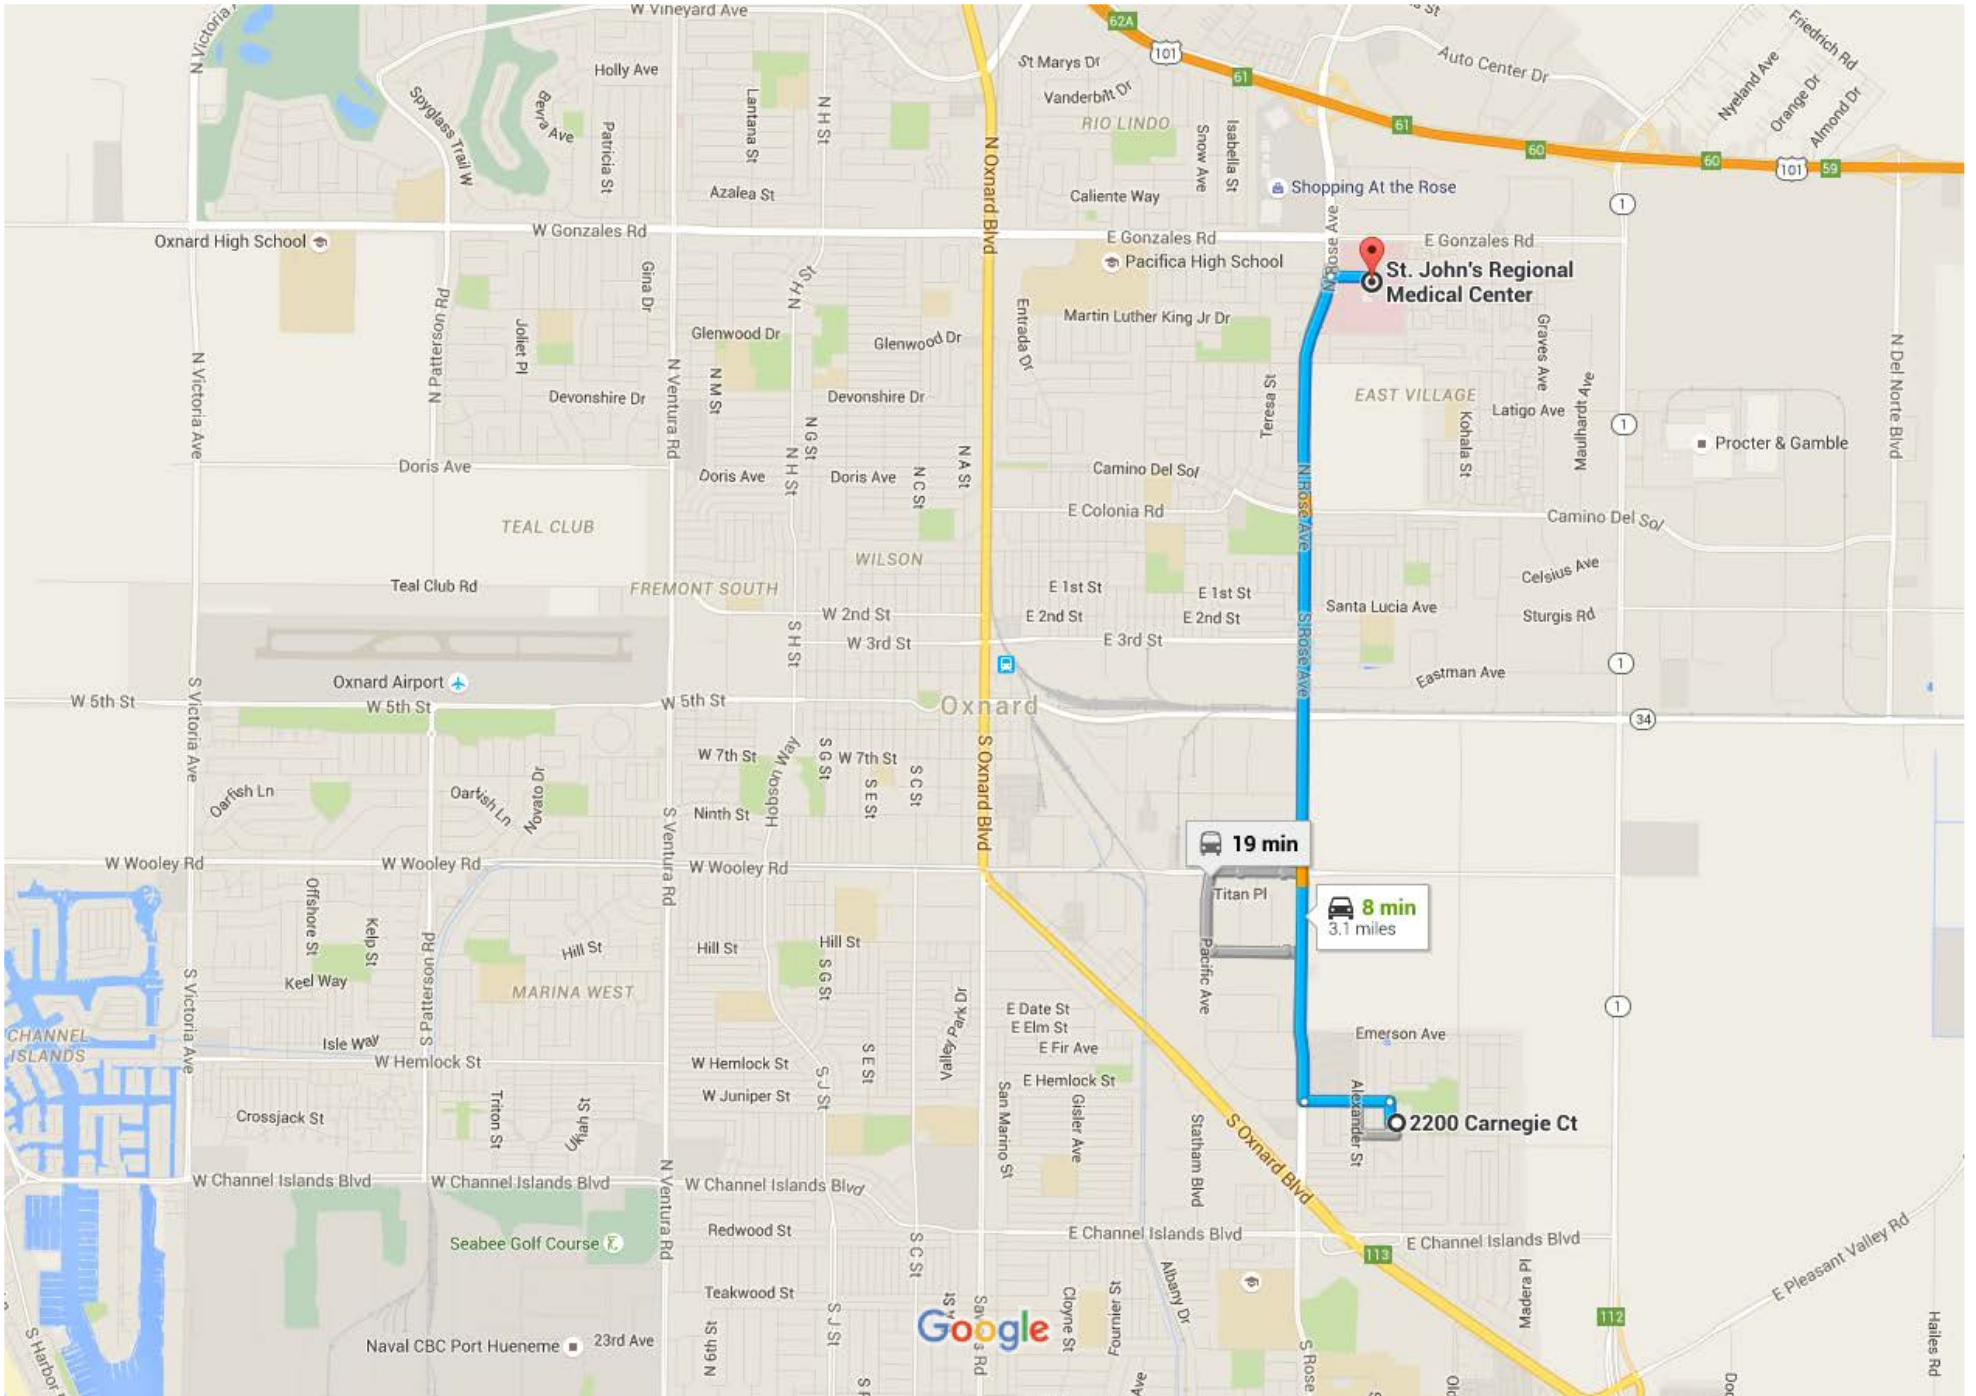 N Victoria
W Vineyard Ave
62A
101
St
Auto Center Dr
Friedrich Rd
Nyeland Ave
Orange Dr
Almond Dr
Holly Ave
St Marys Dr
61
Vanderbilt Dr
Spyglass Trail W
Bevra Ave
Patricia St
Lantana St
N H St
RIO LINDO
Snow Ave
Isabella St
61
60
60
101
59
N Oxnard Blvd
Azalea St
Caliente Way
Shopping At the Rose
1
N Rose Ave
W Gonzales Rd
E Gonzales Rd
E Gonzales Rd
Oxnard High School
Pacifica High School
St. John's Regional
Medical Center
Gina Dr
N H St
N Patterson Rd
Joliet Pl
Glenwood Dr
Glenwood Dr
Entrada Dr
Martin Luther King Jr Dr
Graves Ave
N Del Norte Blvd
N Victoria Ave
N Ventura Rd
N M St
Devonshire Dr
Devonshire Dr
Teresa St
EAST VILLAGE
Latigo Ave
Kohala St
Maulhardt Ave
1
Procter & Gamble
N G St
N H St
N A St
N C St
Doris Ave
Doris Ave
Doris Ave
Camino Del Sol
N Rose Ave
E Colonia Rd
Camino Del Sol
TEAL CLUB
WILSON
Celsius Ave
Teal Club Rd
FREMONT SOUTH
E 1st St
E 1st St
W 2nd St
E 2nd St
E 2nd St
Santa Lucia Ave
Sturgis Rd
S H St
W 3rd St
E 3rd St
S Rose Ave
1
Eastman Ave
Oxnard Airport
W 5th St
W 5th St
W 5th St
Oxnard
34
S Victoria Ave
W 7th St
Hobson Way
S G St
W 7th St
S E St
S C St
S Oxnard Blvd
Oarfish Ln
Oarfish Ln
Novato Dr
Ninth St
S Ventura Rd
19 min
W Wooley Rd
W Wooley Rd
W Wooley Rd
Titan Pl
8 min
3.1 miles
Offshore St
Kelp St
Hill St
Hill St
Hill St
Pacific Ave
S Patterson Rd
S G St
Keel Way
MARINA WEST
S Victoria Ave
Valley Park Dr
E Date St
E Elm St
E Fir Ave
1
CHANNEL
ISLANDS
Isle Way
Emerson Ave
W Hemlock St
W Hemlock St
S E St
E Hemlock St
S J St
W Juniper St
San Marino St
Gisler Ave
Alexander St
Crossjack St
Triton St
Ukiah St
Statham Blvd
S Oxnard Blvd
2200 Carnegie Ct
N Ventura Rd
W Channel Islands Blvd
W Channel Islands Blvd
W Channel Islands Blvd
Redwood St
E Channel Islands Blvd
E Channel Islands Blvd
Seabee Golf Course
S C St
113
Madera Pl
E Pleasant Valley Rd
Albany Dr
Teakwood St
Cloyne St
Fournier St
112
Google
S J St
Naval CBC Port Hueneme
23rd Ave
N 6th St
Rd
S Rose
Hailes Rd
S Harbor
Ave